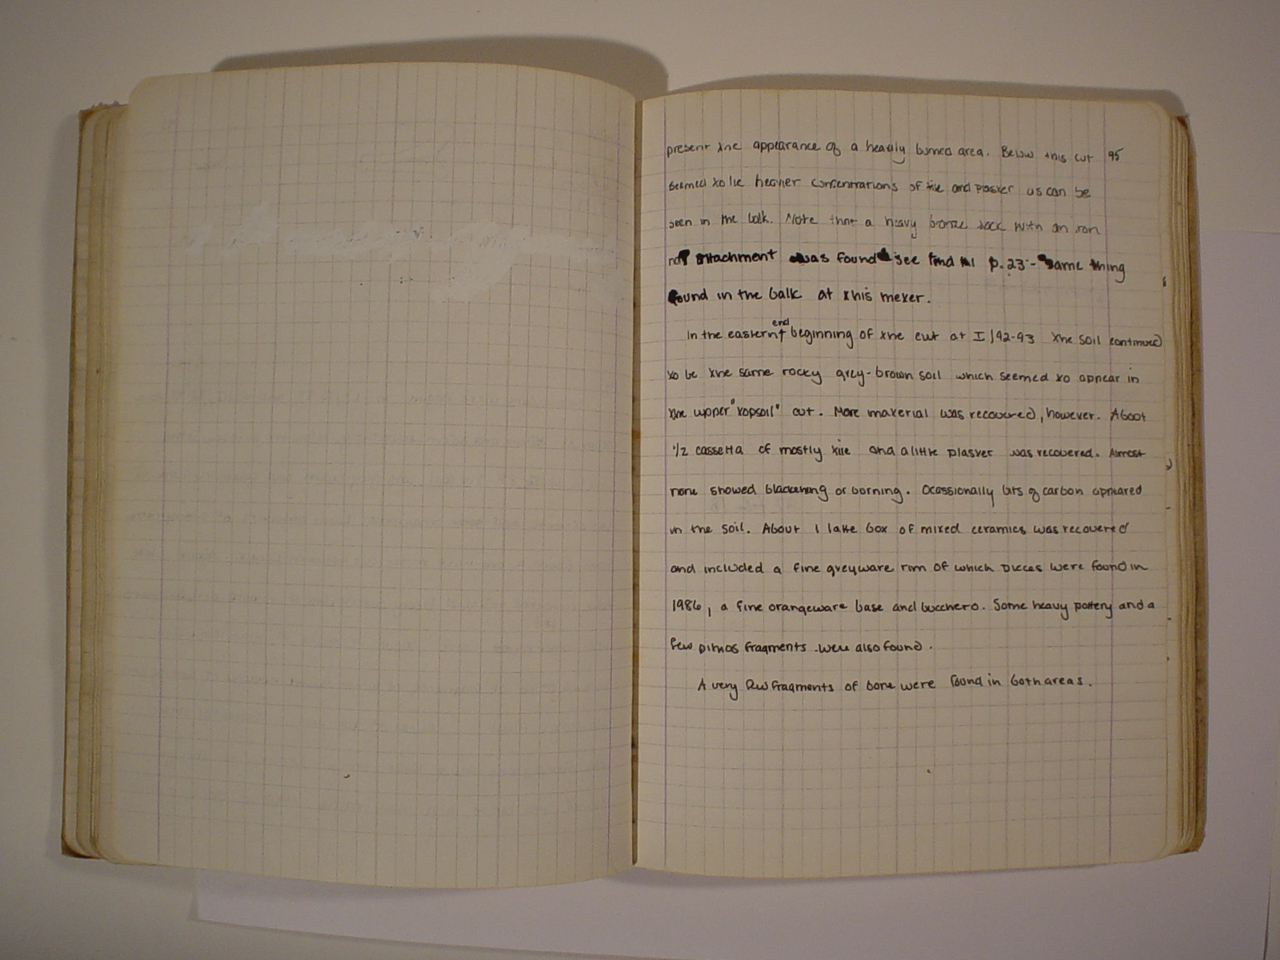 present the appearance of a heavily burned area. Below this cut 95
seemed to lie heavier concentrations of tile and plaster as can be
seen in the balk. Note that a heavy bronze tack with an iron
attachment was found see Find #1 p. 23 - same thing
found in the balk at this meter.
In the eastern end beginning of the cut at I/92-93 the soil continued
to be the same rocky grey-brown soil which seemed to appear in
the upper "topsoil" cut. More material was recovered, however. About
1/2 cassetta of mostly tile and a little plaster was recovered. Almost
none showed blackening or burning. Ocassionally bits of carbon appeared
in the soil. About 1 latte box of mixed ceramics was recovered
and included a fine greyware rim of which pieces were found in
1986, a fine orangeware base and bucchero. Some heavy pottery and a
few pithos fragments were also found.
A very few fragments of bone were found in both areas.